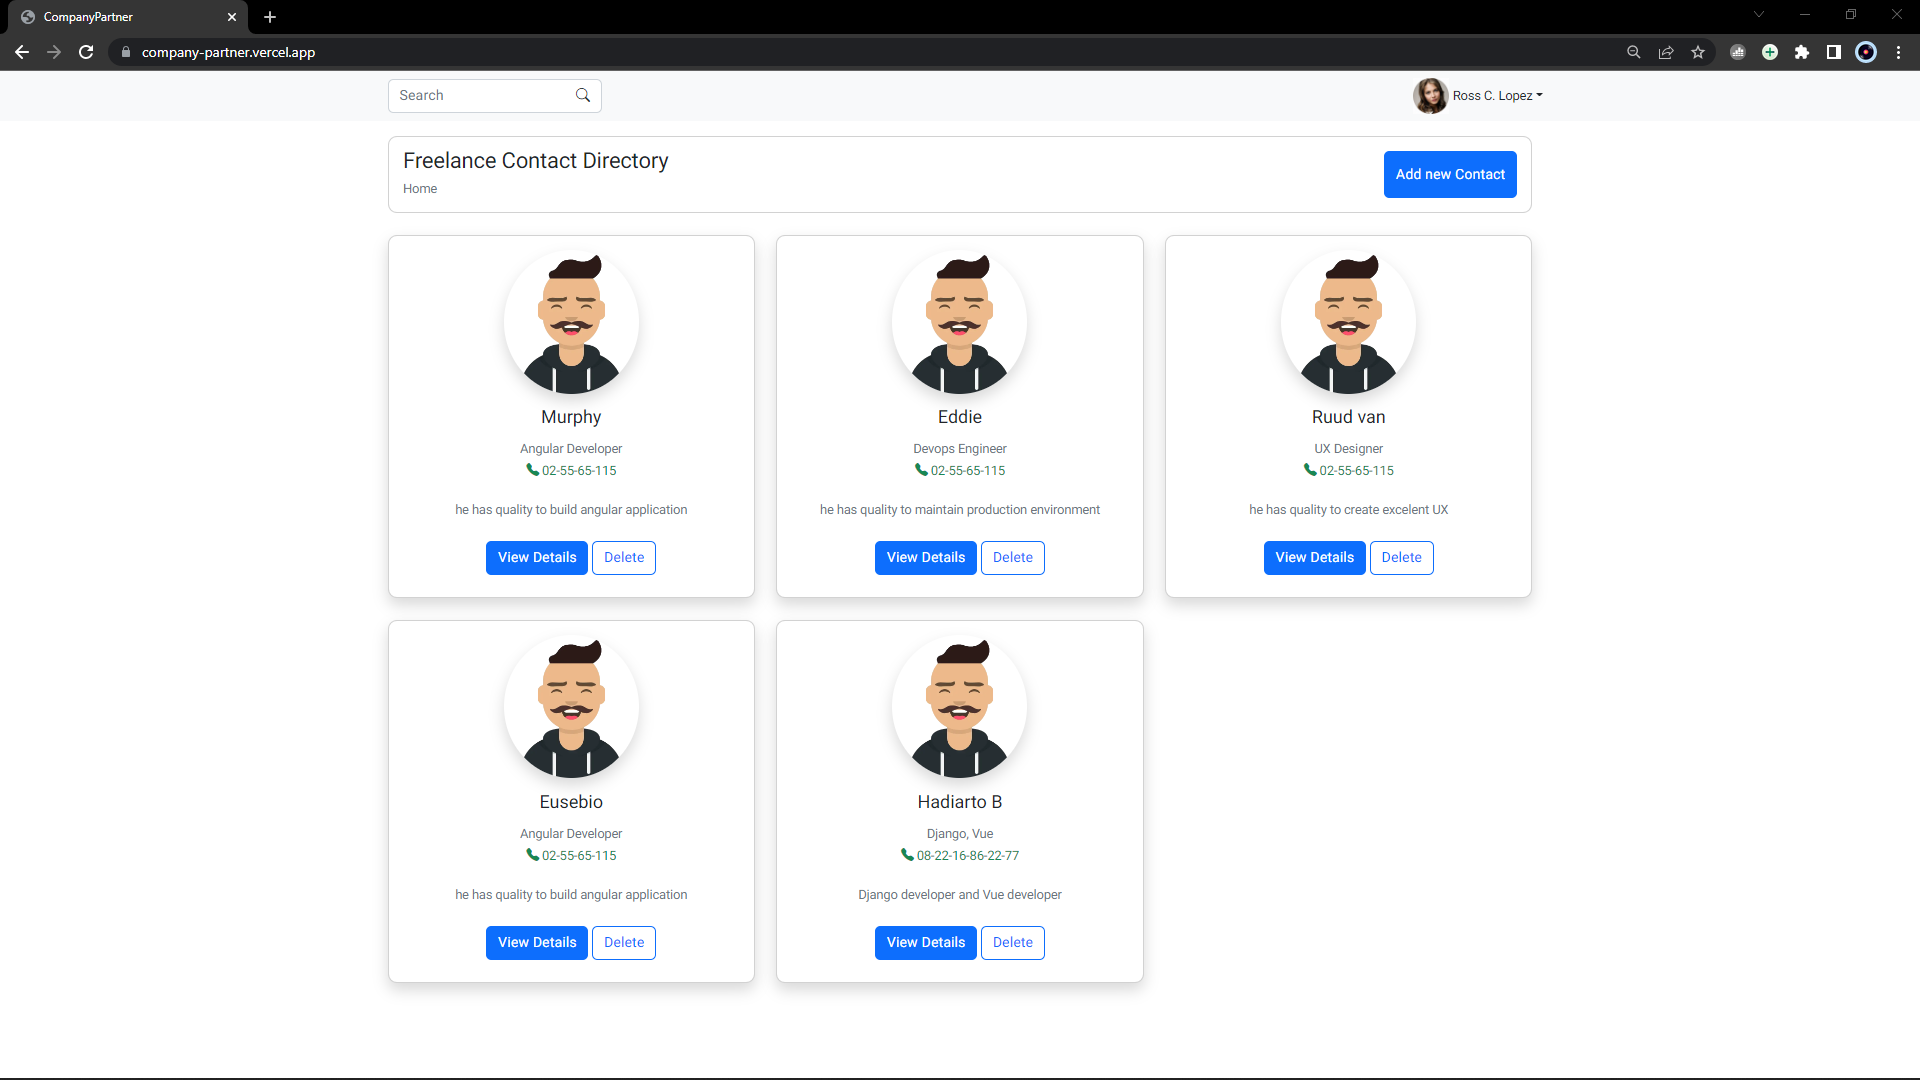 CompanyPartner
company-partner.vercel.app
Search
Ross C. Lopez
Freelance Contact Directory
Home
Add new Contact
Murphy
Angular Developer
02-55-65-115
he has quality to build angular application
View Details Delete
Eddie
Devops Engineer
02-55-65-115
he has quality to maintain production environment
View Details Delete
Ruud van
UX Designer
02-55-65-115
he has quality to create excelent UX
View Details Delete
Eusebio
Angular Developer
02-55-65-115
he has quality to build angular application
View Details Delete
Hadiarto B
Django, Vue
08-22-16-86-22-77
Django developer and Vue developer
View Details Delete